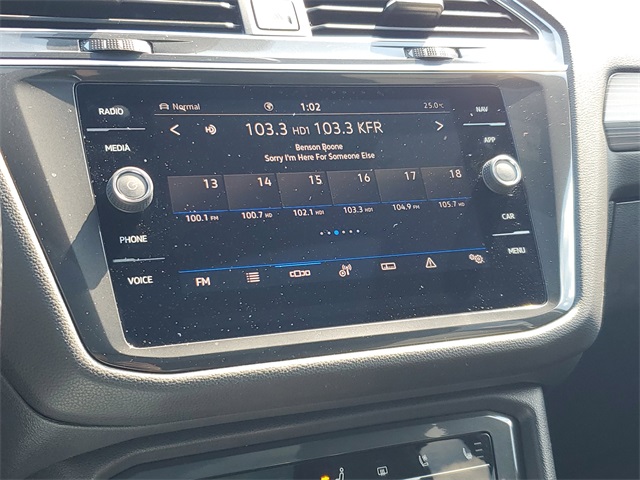 RADIO Normal 1:02 25.0°C NAV
< 103.3 HD1 103.3 KFR >
MEDIA APP
Benson Boone
Sorry I'm Here For Someone Else
13 14 15 16 17 18
100.1 FM 100.7 HD 102.1 HD1 103.3 HD1 104.9 FM 105.7 HD
CAR
PHONE
MENU
VOICE FM